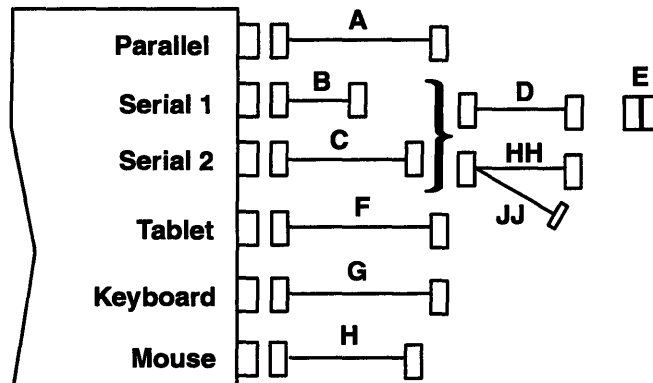 Parallel A
Serial 1 B D E
Serial 2 C HH
JJ
Tablet F
Keyboard G
Mouse H